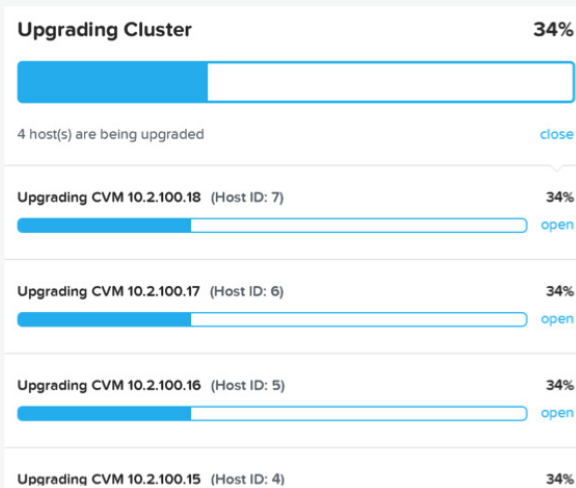 Upgrading Cluster 34%
4 host(s) are being upgraded close
Upgrading CVM 10.2.100.18 (Host ID: 7) 34%
open
Upgrading CVM 10.2.100.17 (Host ID: 6) 34%
open
Upgrading CVM 10.2.100.16 (Host ID: 5) 34%
open
Upgrading CVM 10.2.100.15 (Host ID: 4) 34%